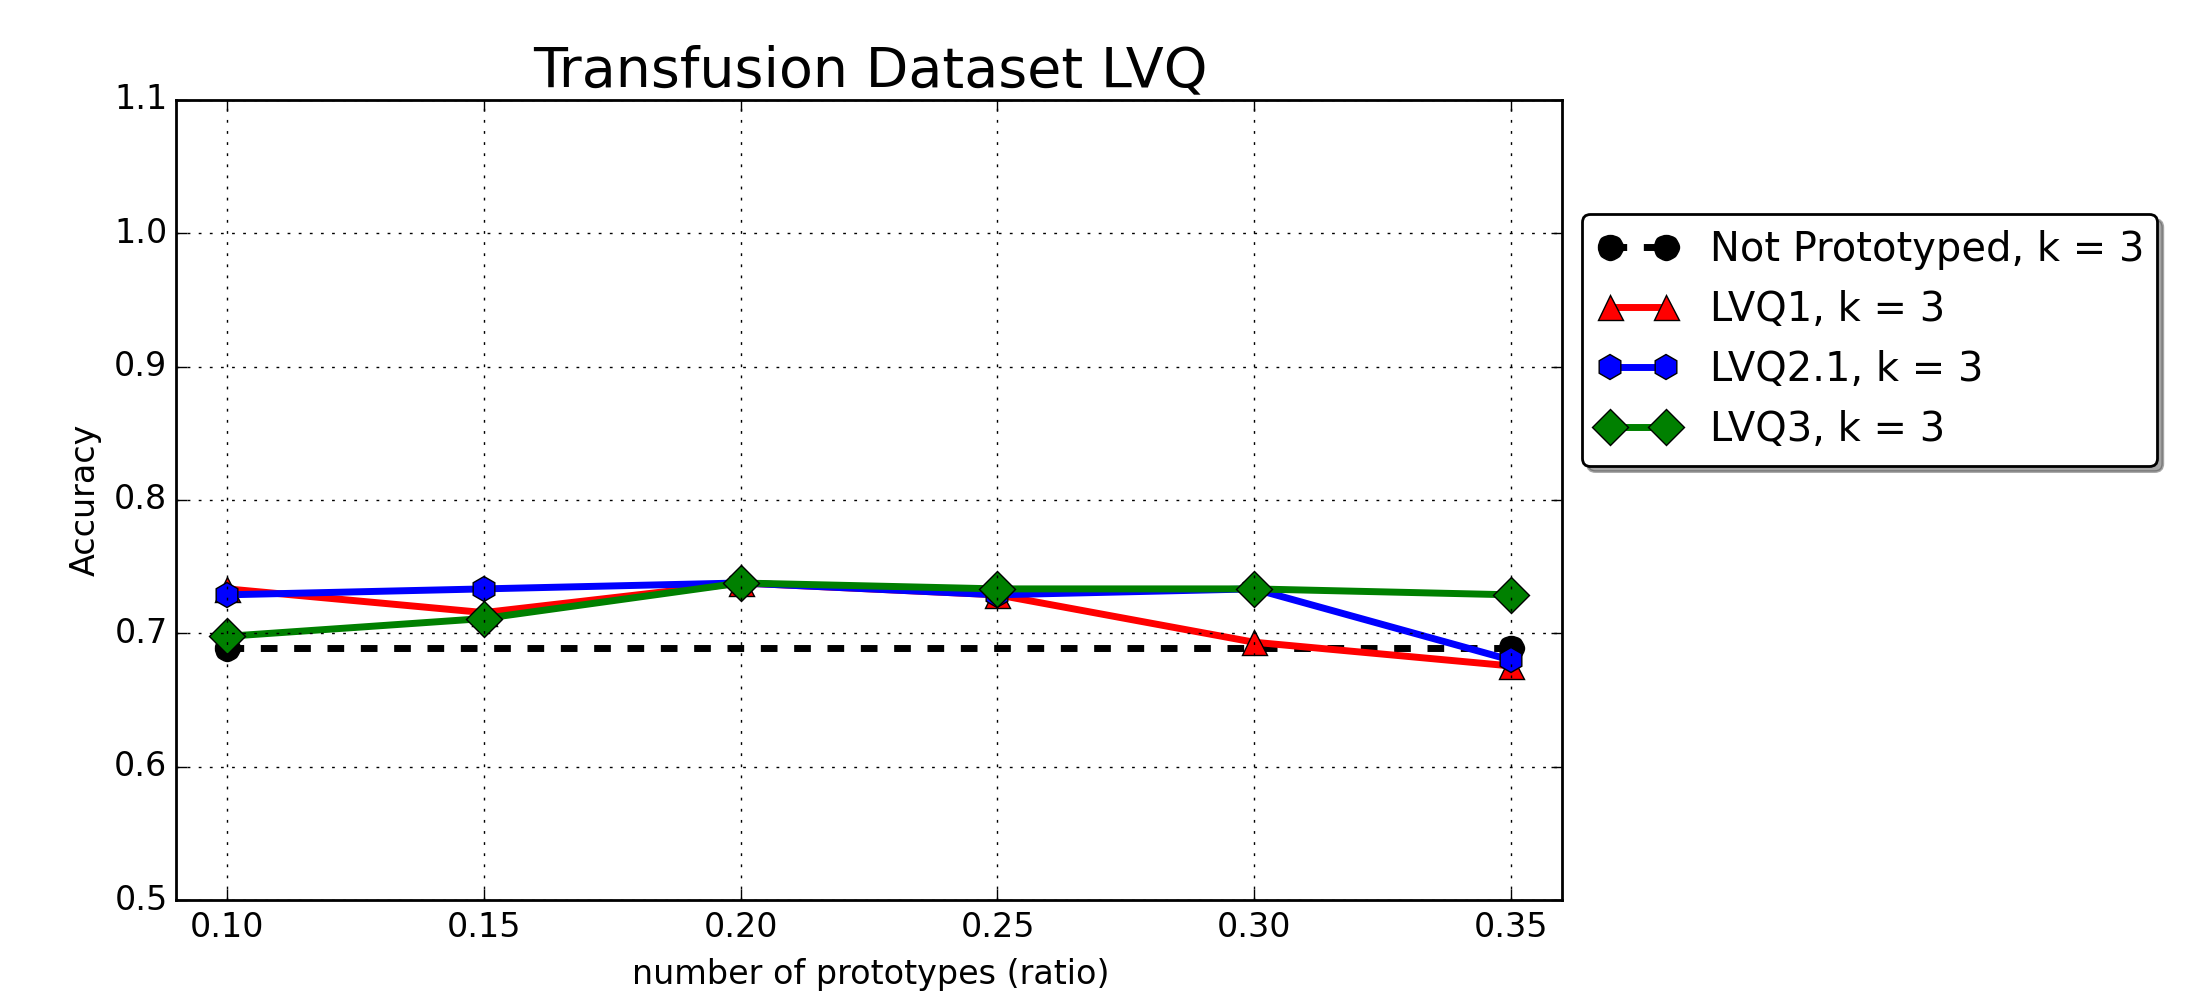 Transfusion Dataset LVQ
1.1
1.0
0.9
0.8
0.7
0.6
0.5
Accuracy
0.10 0.15 0.20 0.25 0.30 0.35
number of prototypes (ratio)
Not Prototyped, k = 3
LVQ1, k = 3
LVQ2.1, k = 3
LVQ3, k = 3